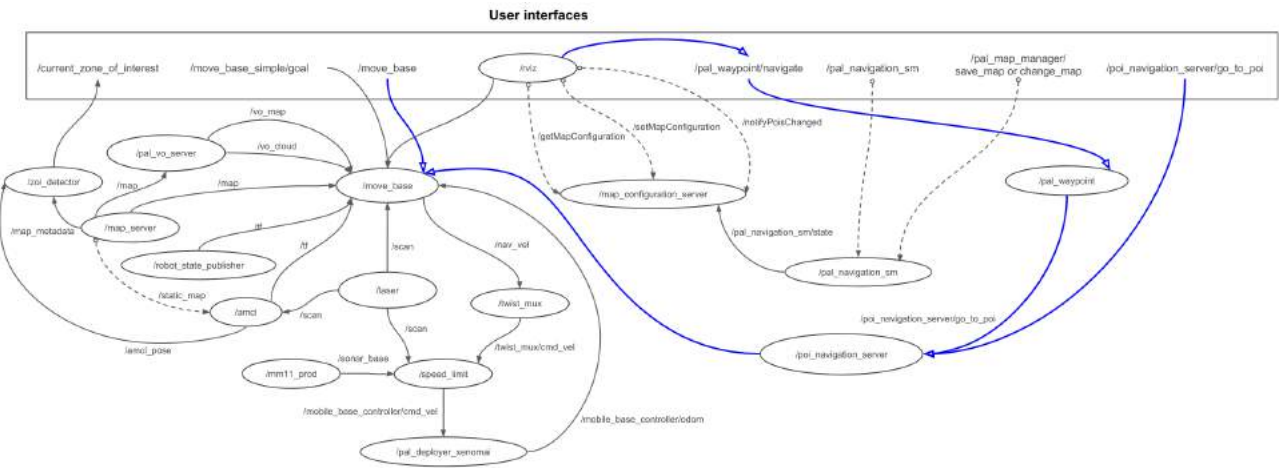 User interfaces
/current_zone_of_interest
/move_base_simple/goal
/move_base
/rviz
/pal_waypoint/navigate
/pal_navigation_sm
/pal_map_manager/
save_map or change_map
/poi_navigation_server/go_to_poi
/vo_map
/getMapConfiguration
/setMapConfiguration
/notifyPoisChanged
/pal_vo_server
/vo_cloud
/zoi_detector
/map
/map
/move_base
/map_configuration_server
/pal_waypoint
/map_metadata
/map_server
/tf
/tf
/scan
/nav_vel
/pal_navigation_sm/state
/robot_state_publisher
/pal_navigation_sm
/static_map
/laser
/twist_mux
/amcl
/scan
/scan
/poi_navigation_server/go_to_poi
/amcl_pose
/sonar_base
/twist_mux/cmd_vel
/poi_navigation_server
/mm11_prod
/speed_limit
/mobile_base_controller/cmd_vel
/mobile_base_controller/odom
/pal_deployer_xenomai